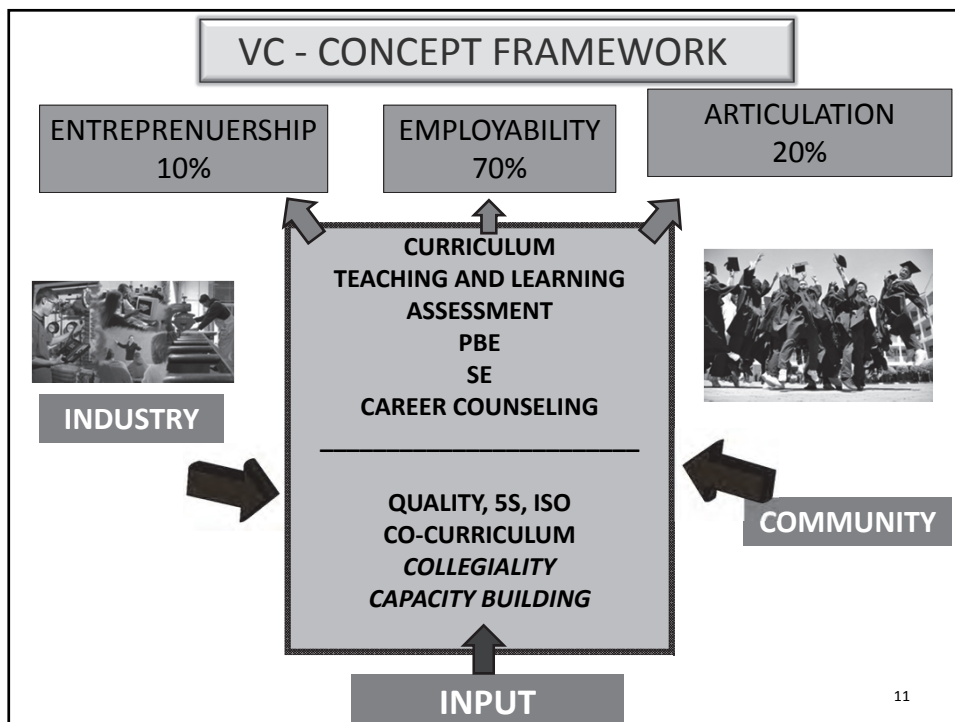 VC - CONCEPT FRAMEWORK
ENTREPRENUERSHIP
10%
EMPLOYABILITY
70%
ARTICULATION
20%
CURRICULUM
TEACHING AND LEARNING
ASSESSMENT
PBE
SE
CAREER COUNSELING
INDUSTRY
QUALITY, 5S, ISO
CO-CURRICULUM
COLLEGIALITY
CAPACITY BUILDING
COMMUNITY
INPUT
11